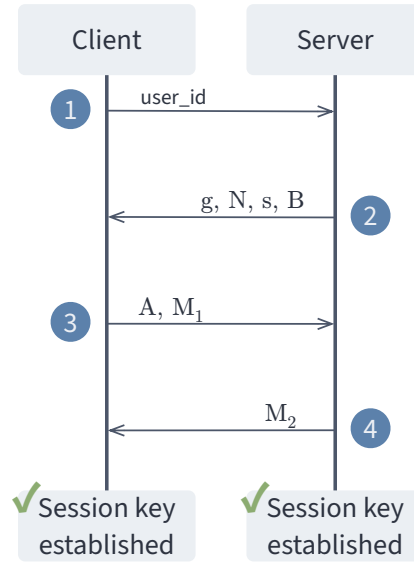 Client
Server
1
user_id
g, N, s, B
2
3
A, M₁
M₂
4
Session key
established
Session key
established